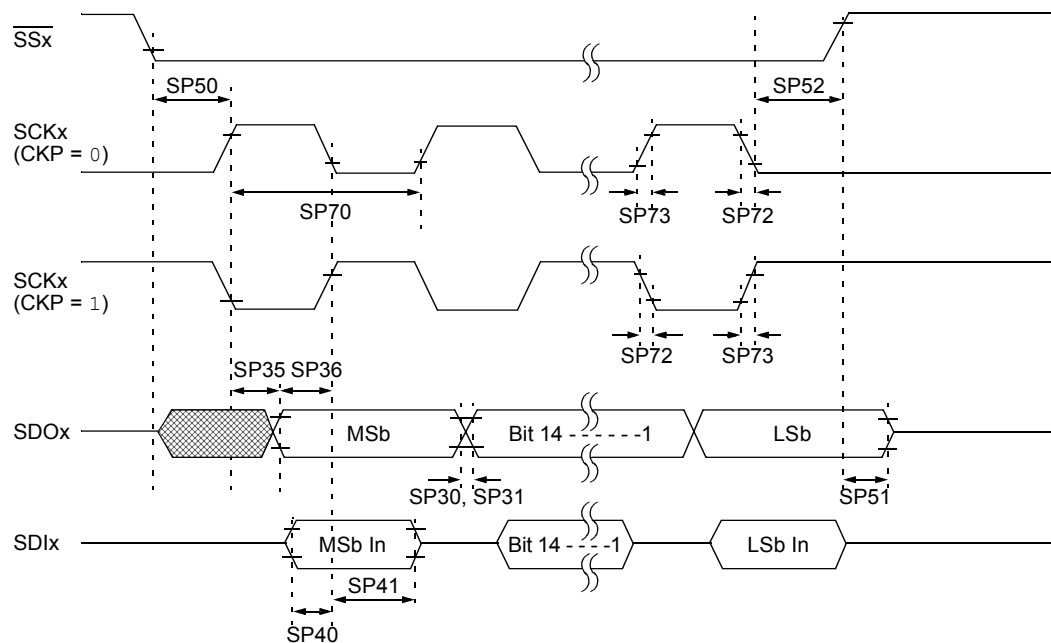 SSx
SP50
SP52
SCKx
(CKP = 0)
SP70
SP73
SP72
SCKx
(CKP = 1)
SP72
SP73
SP35
SP36
SDOx
MSb
Bit 14 - - - - - -1
LSb
SP30, SP31
SP51
SDIx
MSb In
Bit 14 - - - -1
LSb In
SP41
SP40